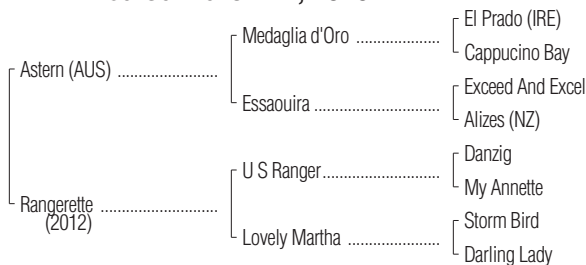 El Prado (IRE)
Medaglia d'Oro ......................
Cappucino Bay
Astern (AUS) ..........................
Exceed And Excel
Essaouira .................................
Alizes (NZ)
Danzig
U S Ranger...............................
My Annette
Rangerette ..............................
(2012)
Storm Bird
Lovely Martha .........................
Darling Lady